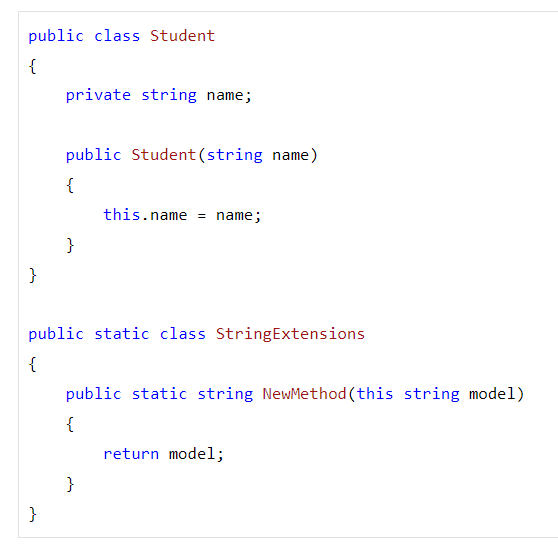 public class Student
{
    private string name;

    public Student(string name)
    {
        this.name = name;
    }
}

public static class StringExtensions
{
    public static string NewMethod(this string model)
    {
        return model;
    }
}